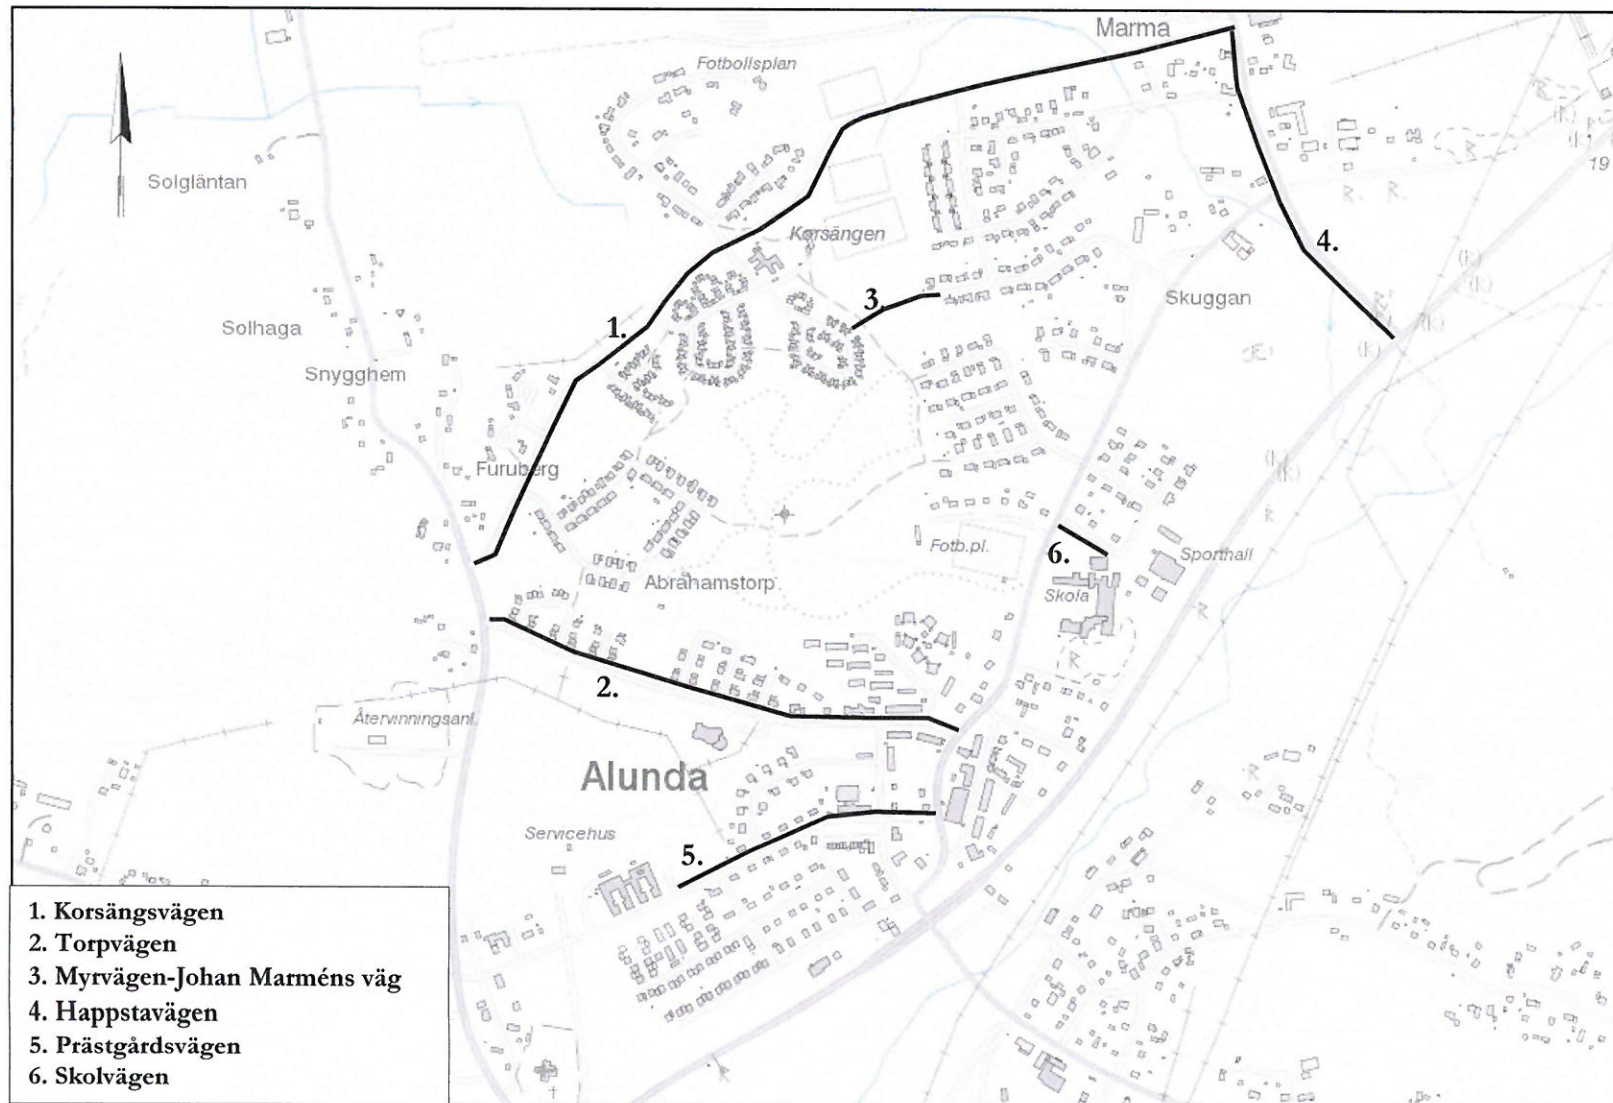 Marma
Fotbollsplan
Solgläntan
19
Korsängen
4.
3.
Skuggan
Solhaga
1.
Snygghem
Furuberg
Fotb.pl.
6.
Sporthall
Abrahamstorp
Skola
2.
Återvinningsanl.
Alunda
Servicehus
5.
1. Korsängsvägen
2. Torpvägen
3. Myrvägen-Johan Marméns väg
4. Happstavägen
5. Prästgårdsvägen
6. Skolvägen